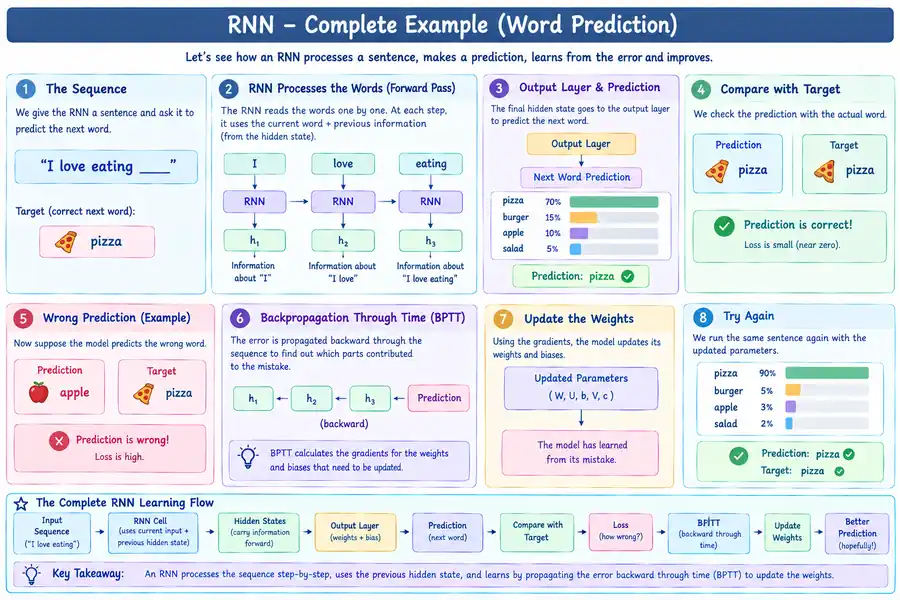 RNN – Complete Example (Word Prediction)
Let's see how an RNN processes a sentence, makes a prediction, learns from the error and improves.
1 The Sequence
We give the RNN a sentence and ask it to
predict the next word.
"I love eating ____"
Target (correct next word):
pizza
2 RNN Processes the Words (Forward Pass)
The RNN reads the words one by one. At each step,
it uses the current word + previous information
(from the hidden state).
I love eating
RNN RNN RNN
h₁ h₂ h₃
Information about "I"
Information about "I love"
Information about "I love eating"
3 Output Layer & Prediction
The final hidden state goes to the output layer
to predict the next word.
Output Layer
Next Word Prediction
pizza 70%
burger 15%
apple 10%
salad 5%
Prediction: pizza
4 Compare with Target
We check the prediction with the actual word.
Prediction
pizza
Target
pizza
Prediction is correct!
Loss is small (near zero).
5 Wrong Prediction (Example)
Now suppose the model predicts the wrong word.
Prediction
apple
Target
pizza
Prediction is wrong!
Loss is high.
6 Backpropagation Through Time (BPTT)
The error is propagated backward through the
sequence to find out which parts contributed
to the mistake.
h₁ h₂ h₃ Prediction
(backward)
BPTT calculates the gradients for the weights
and biases that need to be updated.
7 Update the Weights
Using the gradients, the model updates its
weights and biases.
Updated Parameters
( W, U, b, V, c )
The model has learned
from its mistake.
8 Try Again
We run the same sentence again with the
updated parameters.
pizza 90%
burger 5%
apple 3%
salad 2%
Prediction: pizza
Target: pizza
The Complete RNN Learning Flow
Input
Sequence
("I love eating")
RNN Cell
(uses current input +
previous hidden state)
Hidden States
(carry information
forward)
Output Layer
(weights + bias)
Prediction
(next word)
Compare with
Target
Loss
(how wrong?)
BPTT
(backward through
time)
Update
Weights
Better
Prediction
(hopefully!)
Key Takeaway: An RNN processes the sequence step-by-step, uses the previous hidden state, and learns by propagating the error backward through time (BPTT) to update the weights.